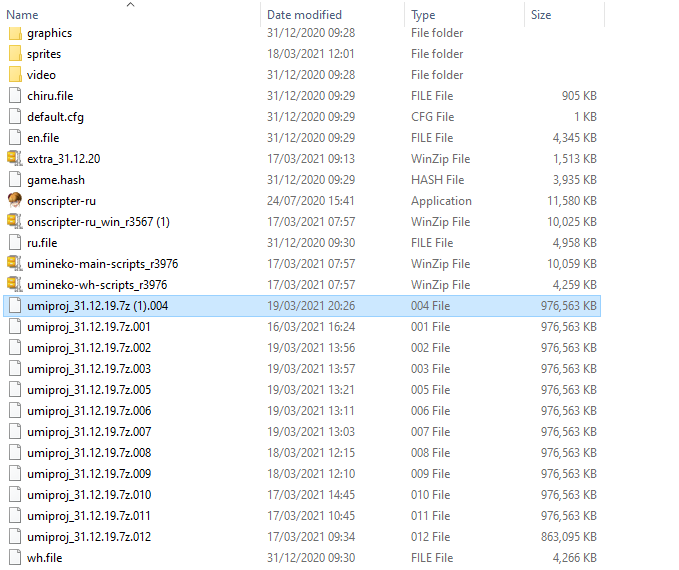 Name Date modified Type Size
graphics 31/12/2020 09:28 File folder
sprites 18/03/2021 12:01 File folder
video 31/12/2020 09:28 File folder
chiru.file 31/12/2020 09:29 FILE File 905 KB
default.cfg 31/12/2020 09:29 CFG File 1 KB
en.file 31/12/2020 09:29 FILE File 4,345 KB
extra_31.12.20 17/03/2021 09:13 WinZip File 1,513 KB
game.hash 31/12/2020 09:29 HASH File 3,935 KB
onscripter-ru 24/07/2020 15:41 Application 11,580 KB
onscripter-ru_win_r3567 (1) 17/03/2021 07:57 WinZip File 10,025 KB
ru.file 31/12/2020 09:30 FILE File 4,958 KB
umineko-main-scripts_r3976 17/03/2021 07:57 WinZip File 10,059 KB
umineko-wh-scripts_r3976 17/03/2021 07:57 WinZip File 4,259 KB
umiproj_31.12.19.7z (1).004 19/03/2021 20:26 004 File 976,563 KB
umiproj_31.12.19.7z.001 16/03/2021 16:24 001 File 976,563 KB
umiproj_31.12.19.7z.002 19/03/2021 13:56 002 File 976,563 KB
umiproj_31.12.19.7z.003 19/03/2021 13:57 003 File 976,563 KB
umiproj_31.12.19.7z.005 19/03/2021 13:21 005 File 976,563 KB
umiproj_31.12.19.7z.006 19/03/2021 13:11 006 File 976,563 KB
umiproj_31.12.19.7z.007 19/03/2021 13:03 007 File 976,563 KB
umiproj_31.12.19.7z.008 18/03/2021 12:15 008 File 976,563 KB
umiproj_31.12.19.7z.009 18/03/2021 12:10 009 File 976,563 KB
umiproj_31.12.19.7z.010 17/03/2021 14:45 010 File 976,563 KB
umiproj_31.12.19.7z.011 17/03/2021 10:45 011 File 976,563 KB
umiproj_31.12.19.7z.012 17/03/2021 09:34 012 File 863,095 KB
wh.file 31/12/2020 09:30 FILE File 4,266 KB